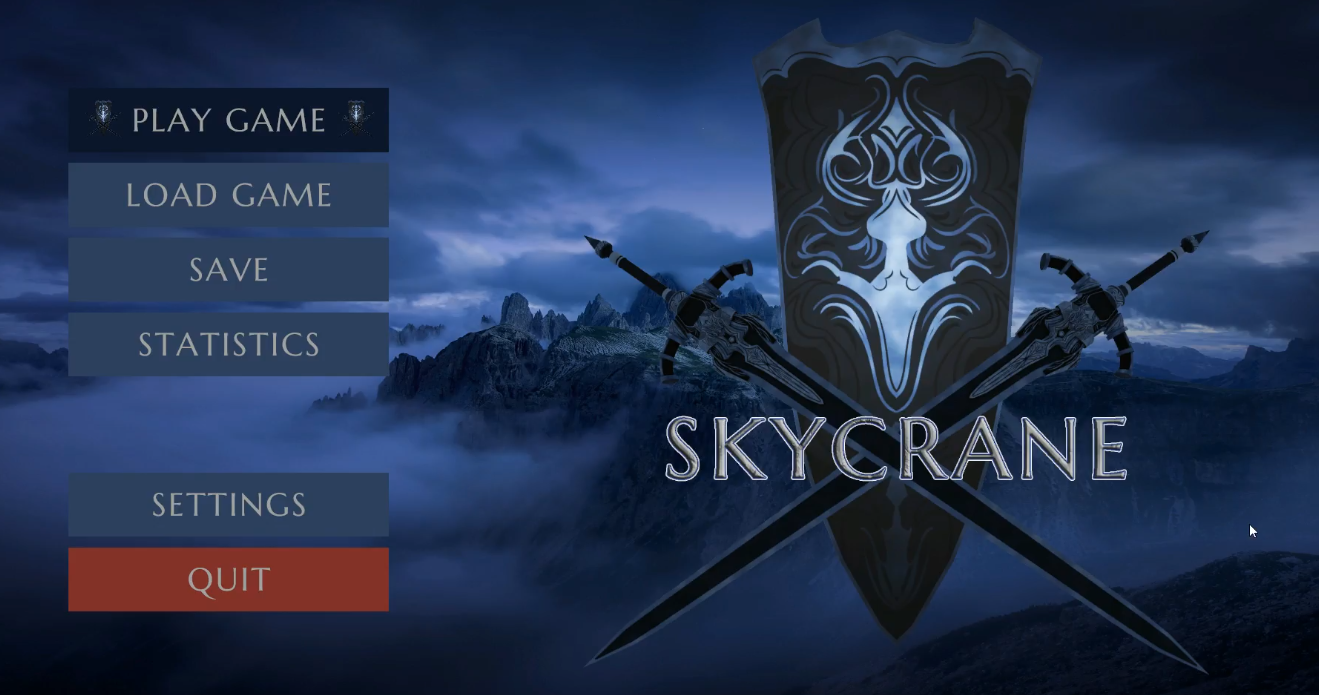 PLAY GAME
LOAD GAME
SAVE
STATISTICS
SETTINGS
QUIT
SKYCRANE